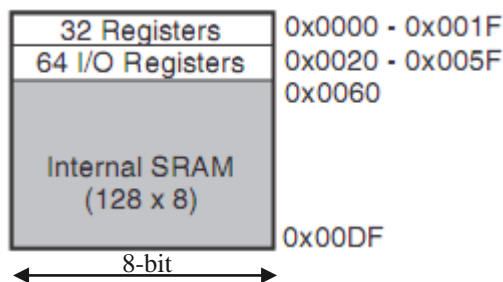 32 Registers 0x0000 - 0x001F
64 I/O Registers 0x0020 - 0x005F
0x0060
Internal SRAM
(128 x 8)
0x00DF
8-bit